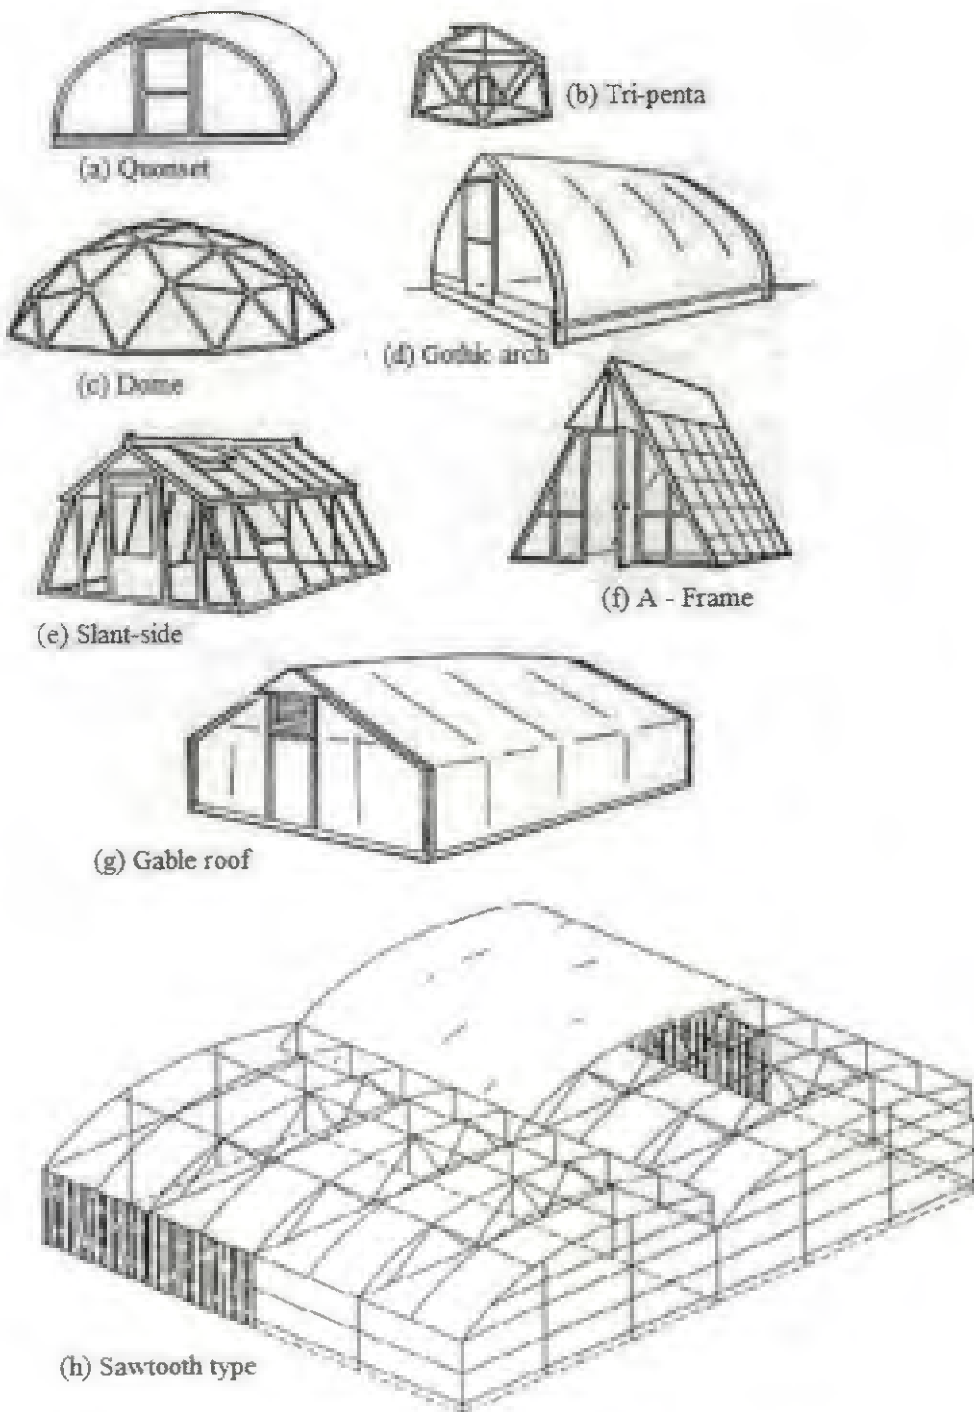 (a) Quonset
(b) Tri-penta
(c) Dome
(d) Gothic arch
(e) Slant-side
(f) A - Frame
(g) Gable roof
(h) Sawtooth type